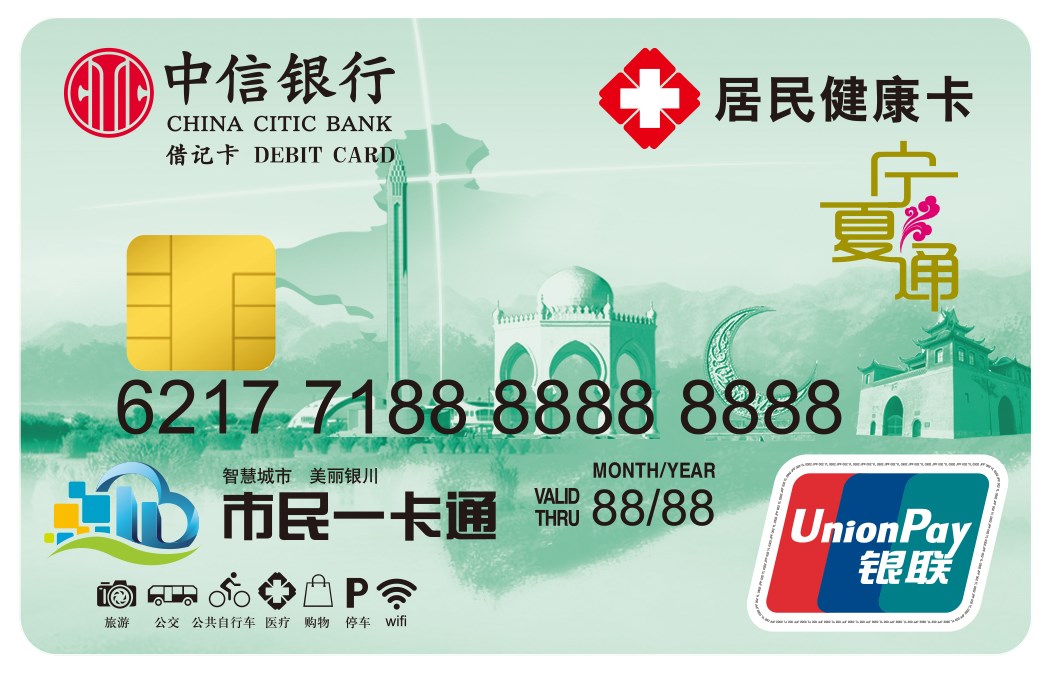 中信银行
CHINA CITIC BANK
借记卡 DEBIT CARD
居民健康卡
宁夏通
6217 7188 8888 8888
智慧城市 美丽银川
市民一卡通
MONTH/YEAR
VALID THRU 88/88
UnionPay
银联
P
旅游 公交 公共自行车 医疗 购物 停车 wifi